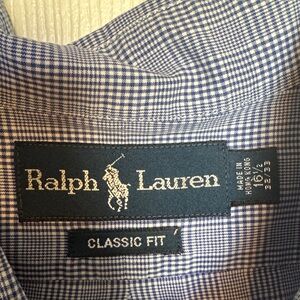 Ralph Lauren
CLASSIC FIT
MADE IN
HONG KONG
16 1/2
32/33